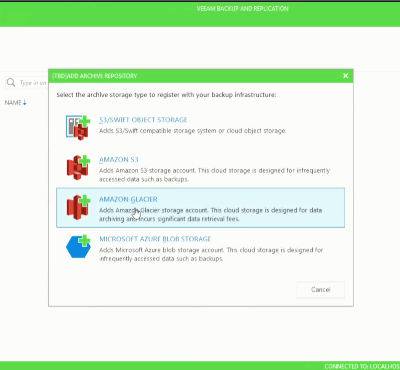 VEEAM BACKUP AND REPLICATION
[TBD]ADD ARCHIVE REPOSITORY
Select the archive storage type to register with your backup infrastructure:
Type in
NAME
S3/SWIFT OBJECT STORAGE
Adds S3/Swift compatible storage system or cloud object storage.
AMAZON S3
Adds Amazon S3 storage account. This cloud storage is designed for infrequently
accessed data such as backups.
AMAZON GLACIER
Adds Amazon Glacier storage account. This cloud storage is designed for data
archiving and incurs significant data retrieval fees.
MICROSOFT AZURE BLOB STORAGE
Adds Microsoft Azure blob storage account. This cloud storage is designed for
infrequently accessed data such as backups.
Cancel
CONNECTED TO: LOCALHOS